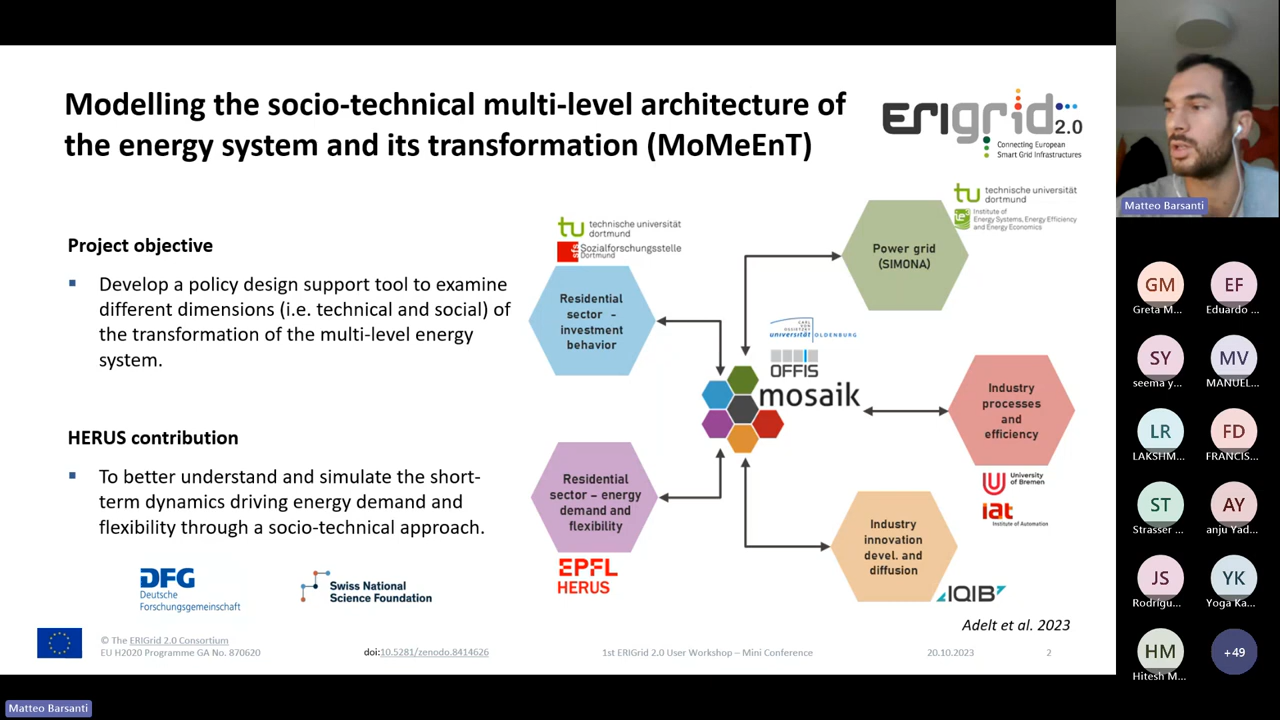 Modelling the socio-technical multi-level architecture of
the energy system and its transformation (MoMeEnT)
ERIGrid 2.0
Connecting European
Smart Grid Infrastructures
Project objective
Develop a policy design support tool to examine
different dimensions (i.e. technical and social) of
the transformation of the multi-level energy
system.
HERUS contribution
To better understand and simulate the short-
term dynamics driving energy demand and
flexibility through a socio-technical approach.
DFG
Deutsche
Forschungsgemeinschaft
Swiss National
Science Foundation
tu technische universität
dortmund
sfs Sozialforschungsstelle
Dortmund
Residential
sector -
investment
behavior
tu technische universität
dortmund
ie3 Institute of
Energy Systems, Energy Efficiency
and Energy Economics
Power grid
(SIMONA)
CARL
VON
OSSIETZKY
universität OLDENBURG
OFFIS
mosaik
Industry
processes
and
efficiency
University
of Bremen
iat
Institute of Automation
Residential
sector – energy
demand and
flexibility
EPFL
HERUS
Industry
innovation
devel. and
diffusion
IQIB
Adelt et al. 2023
© The ERIGrid 2.0 Consortium
EU H2020 Programme GA No. 870620
doi:10.5281/zenodo.8414626
1st ERIGrid 2.0 User Workshop – Mini Conference
20.10.2023
2
Matteo Barsanti
GM
EF
Greta M...
Eduardo ...
SY
MV
seema y...
MANUEL...
LR
FD
LAKSHM...
FRANCIS...
ST
AY
Strasser ...
anju Yad...
JS
YK
Rodrigu...
Yoga Ka...
HM
+49
Hitesh M...
Matteo Barsanti